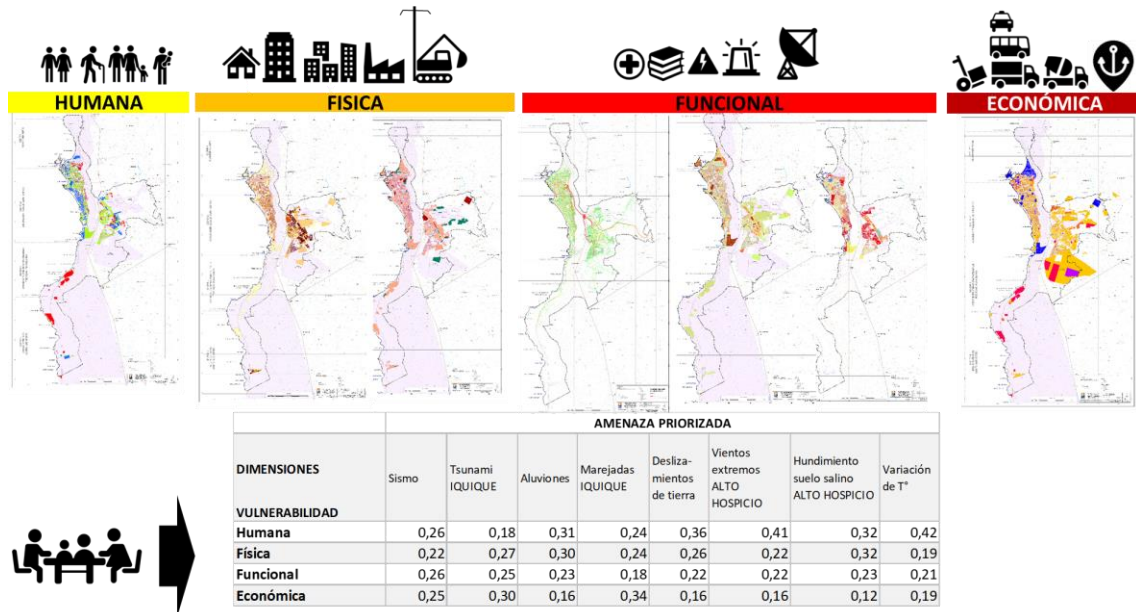 HUMANA
FISICA
FUNCIONAL
ECONÓMICA
AMENAZA PRIORIZADA
DIMENSIONES
VULNERABILIDAD
Sismo
Tsunami
IQUIQUE
Aluviones
Marejadas
IQUIQUE
Desliza-
mientos
de tierra
Vientos
extremos
ALTO
HOSPICIO
Hundimiento
suelo salino
ALTO HOSPICIO
Variación
de T°
Humana 0,26 0,18 0,31 0,24 0,36 0,41 0,32 0,42
Física 0,22 0,27 0,30 0,24 0,26 0,22 0,32 0,19
Funcional 0,26 0,25 0,23 0,18 0,22 0,22 0,23 0,21
Económica 0,25 0,30 0,16 0,34 0,16 0,16 0,12 0,19